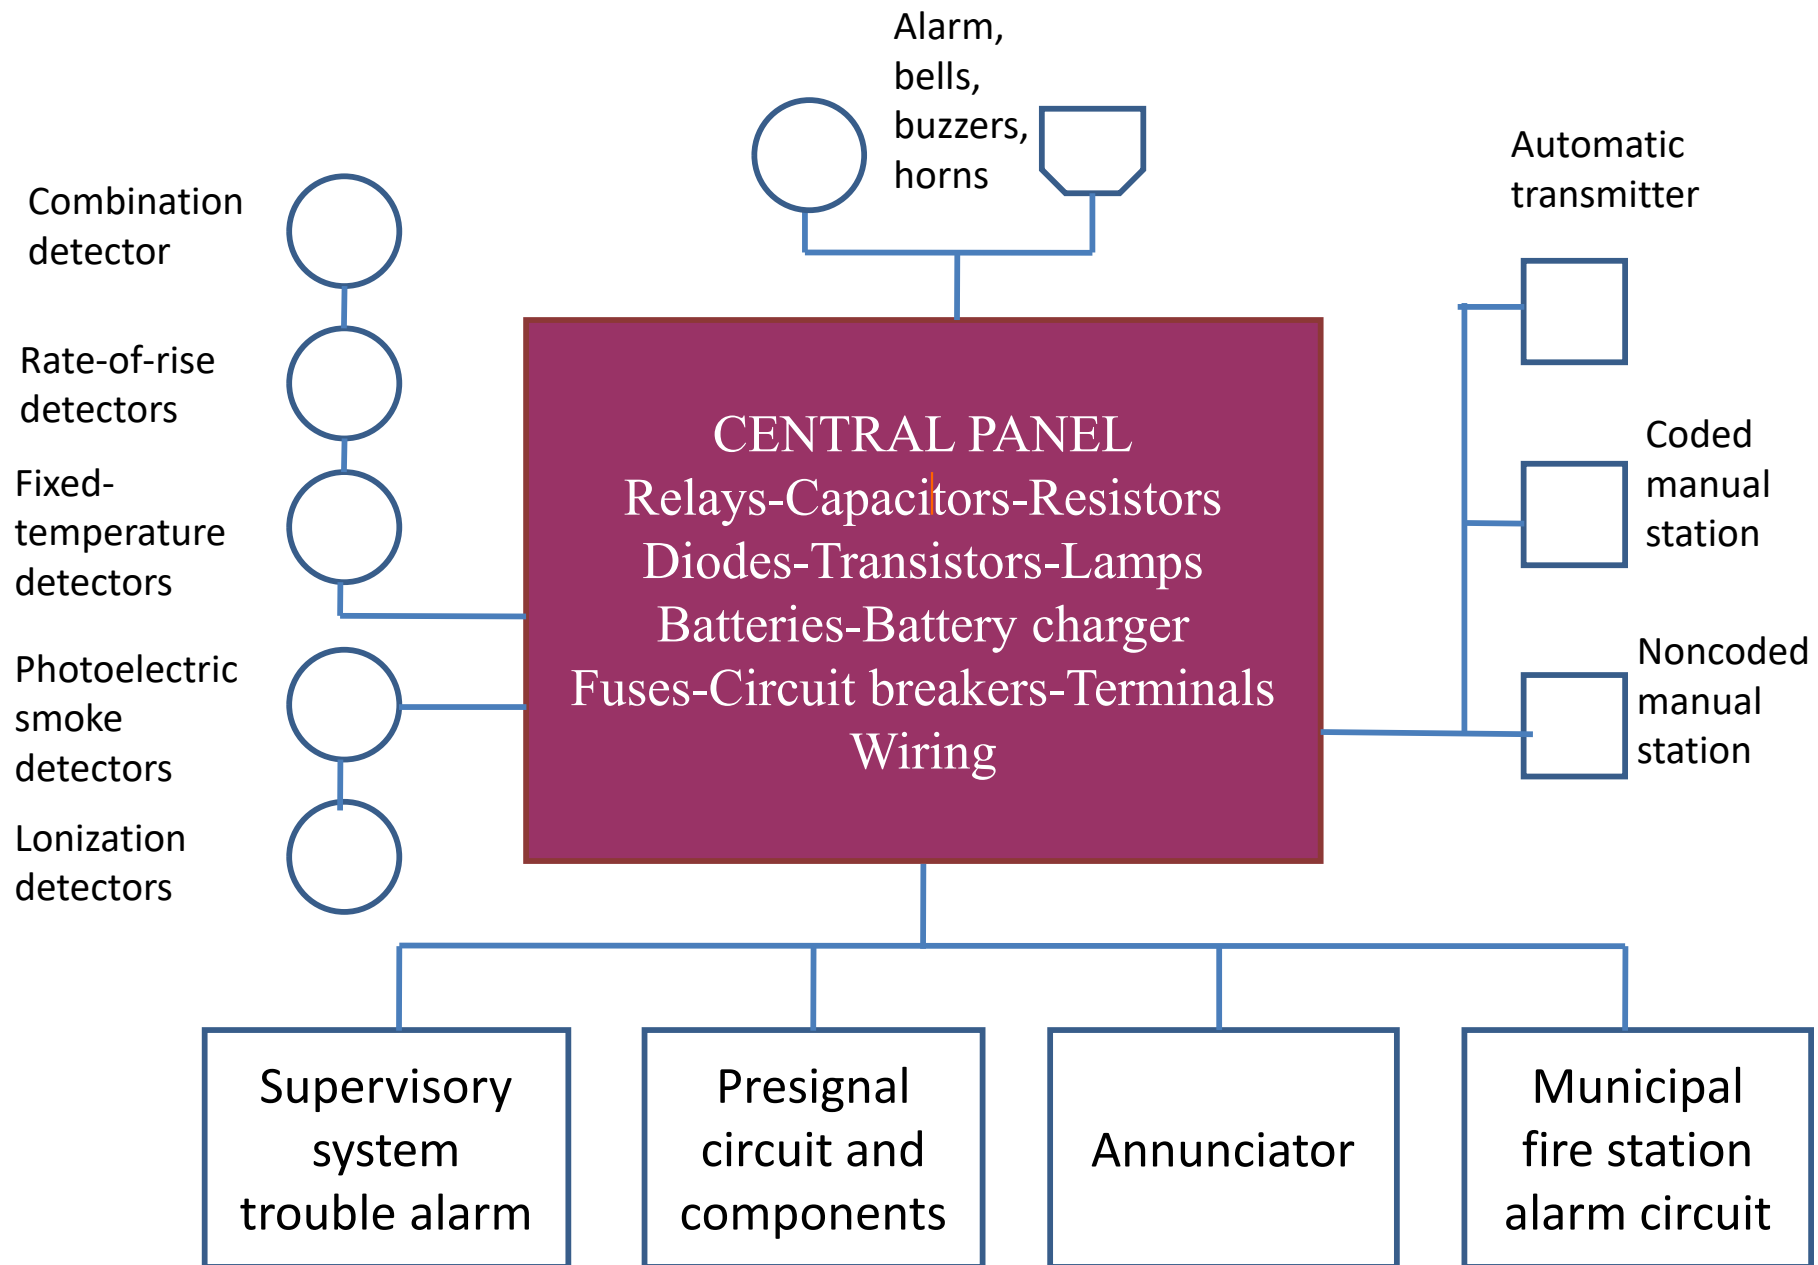 Alarm,
bells,
buzzers,
horns
Automatic
transmitter
Combination
detector
Rate-of-rise
detectors
Fixed-
temperature
detectors
Photoelectric
smoke
detectors
Lonization
detectors
CENTRAL PANEL
Relays-Capacitors-Resistors
Diodes-Transistors-Lamps
Batteries-Battery charger
Fuses-Circuit breakers-Terminals
Wiring
Coded
manual
station
Noncoded
manual
station
Supervisory
system
trouble alarm
Presignal
circuit and
components
Annunciator
Municipal
fire station
alarm circuit